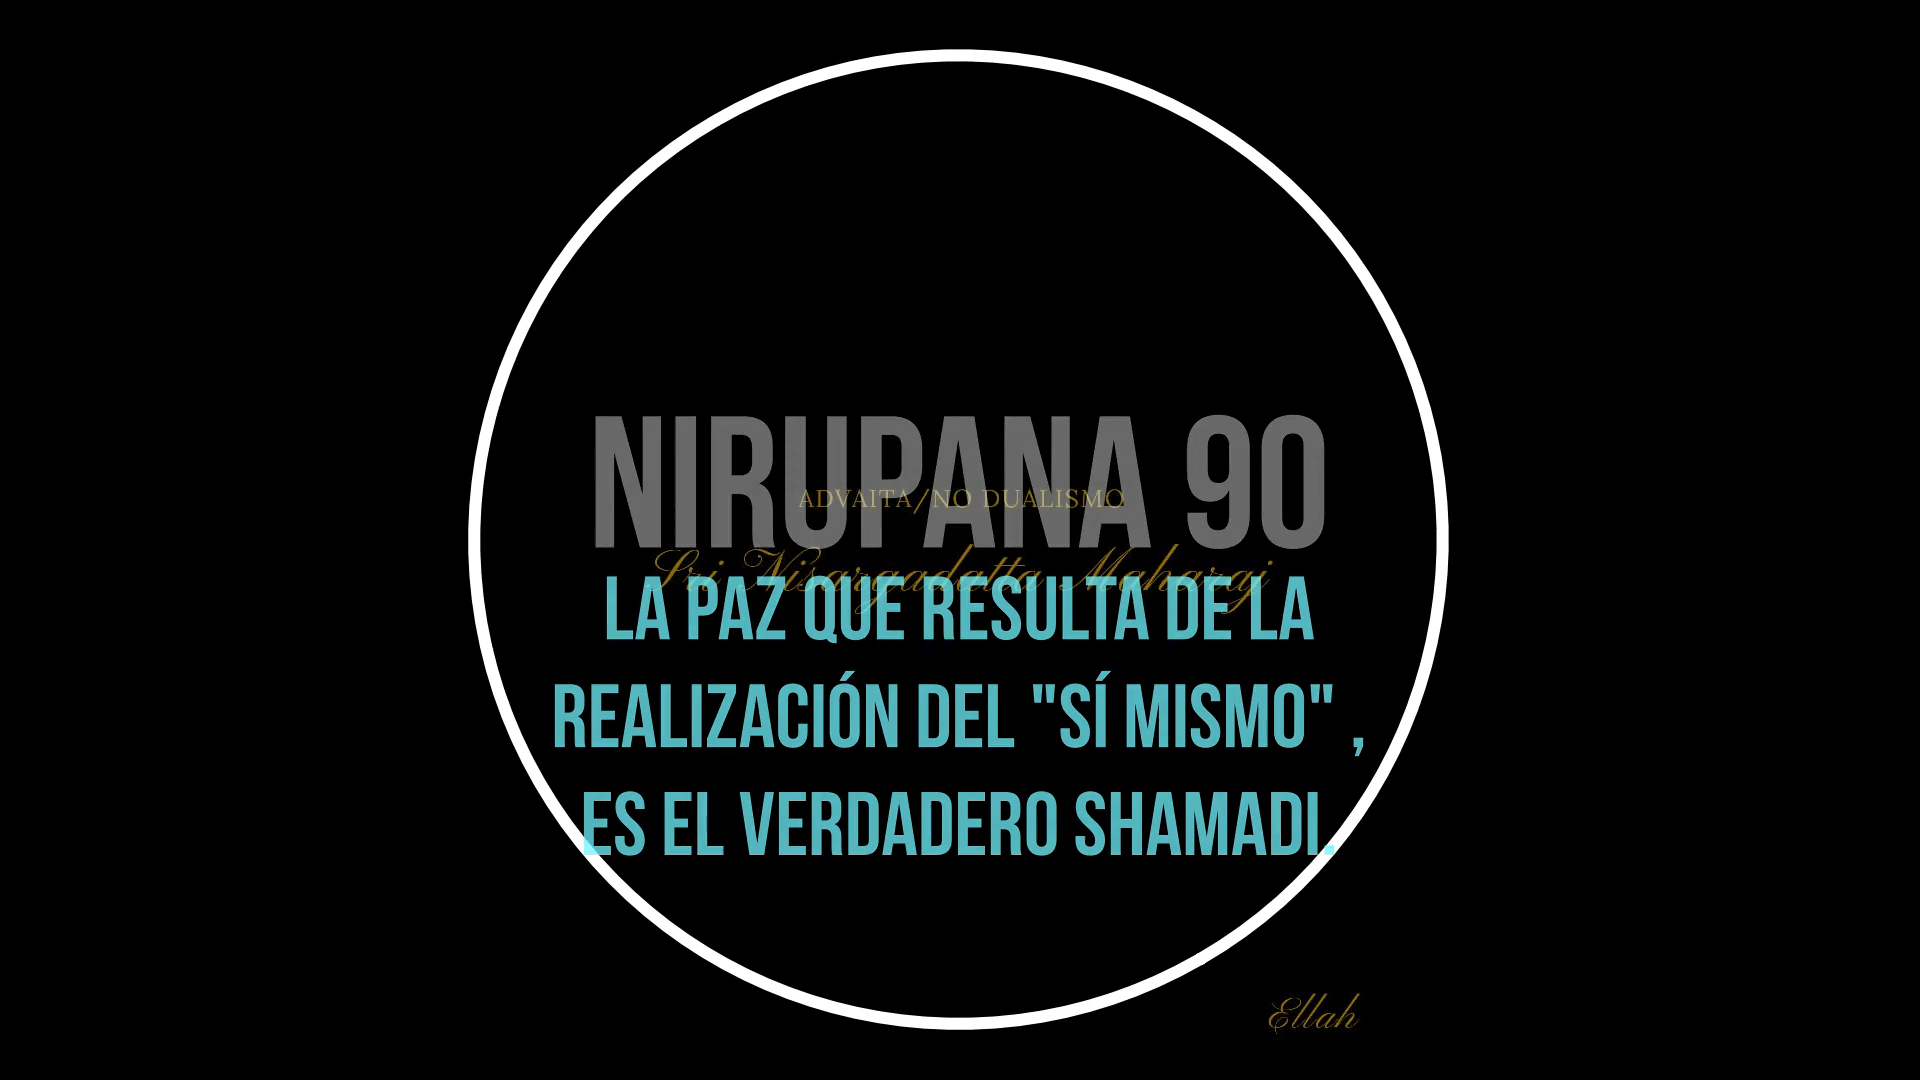 NIRUPANA 90
ADVAITA/NO DUALISMO
Sri Nisargadatta Maharaj
LA PAZ QUE RESULTA DE LA
REALIZACIÓN DEL "SÍ MISMO" ,
ES EL VERDADERO SHAMADI.
Ellah